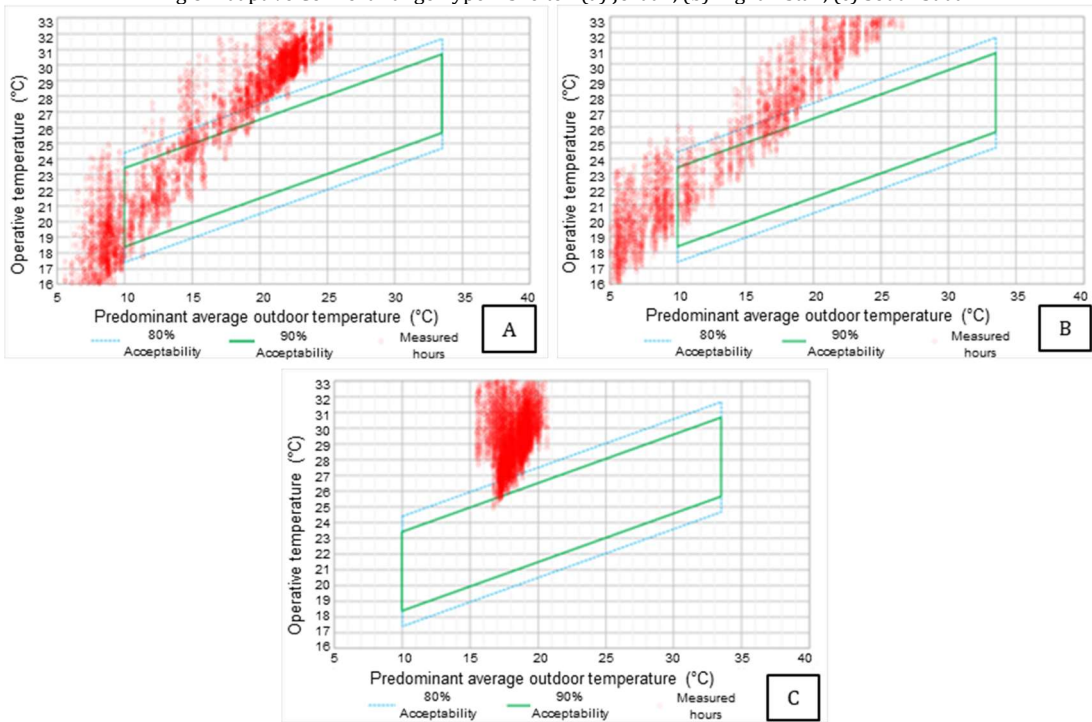 33
32
31
30
29
28
27
26
25
24
23
22
21
20
19
18
17
16
Operative temperature (°C)
5 10 15 20 25 30 35 40
Predominant average outdoor temperature (°C)
80% Acceptability
90% Acceptability
Measured hours
A
33
32
31
30
29
28
27
26
25
24
23
22
21
20
19
18
17
16
Operative temperature (°C)
5 10 15 20 25 30 35 40
Predominant average outdoor temperature (°C)
80% Acceptability
90% Acceptability
Measured hours
B
33
32
31
30
29
28
27
26
25
24
23
22
21
20
19
18
17
16
Operative temperature (°C)
5 10 15 20 25 30 35 40
Predominant average outdoor temperature (°C)
80% Acceptability
90% Acceptability
Measured hours
C